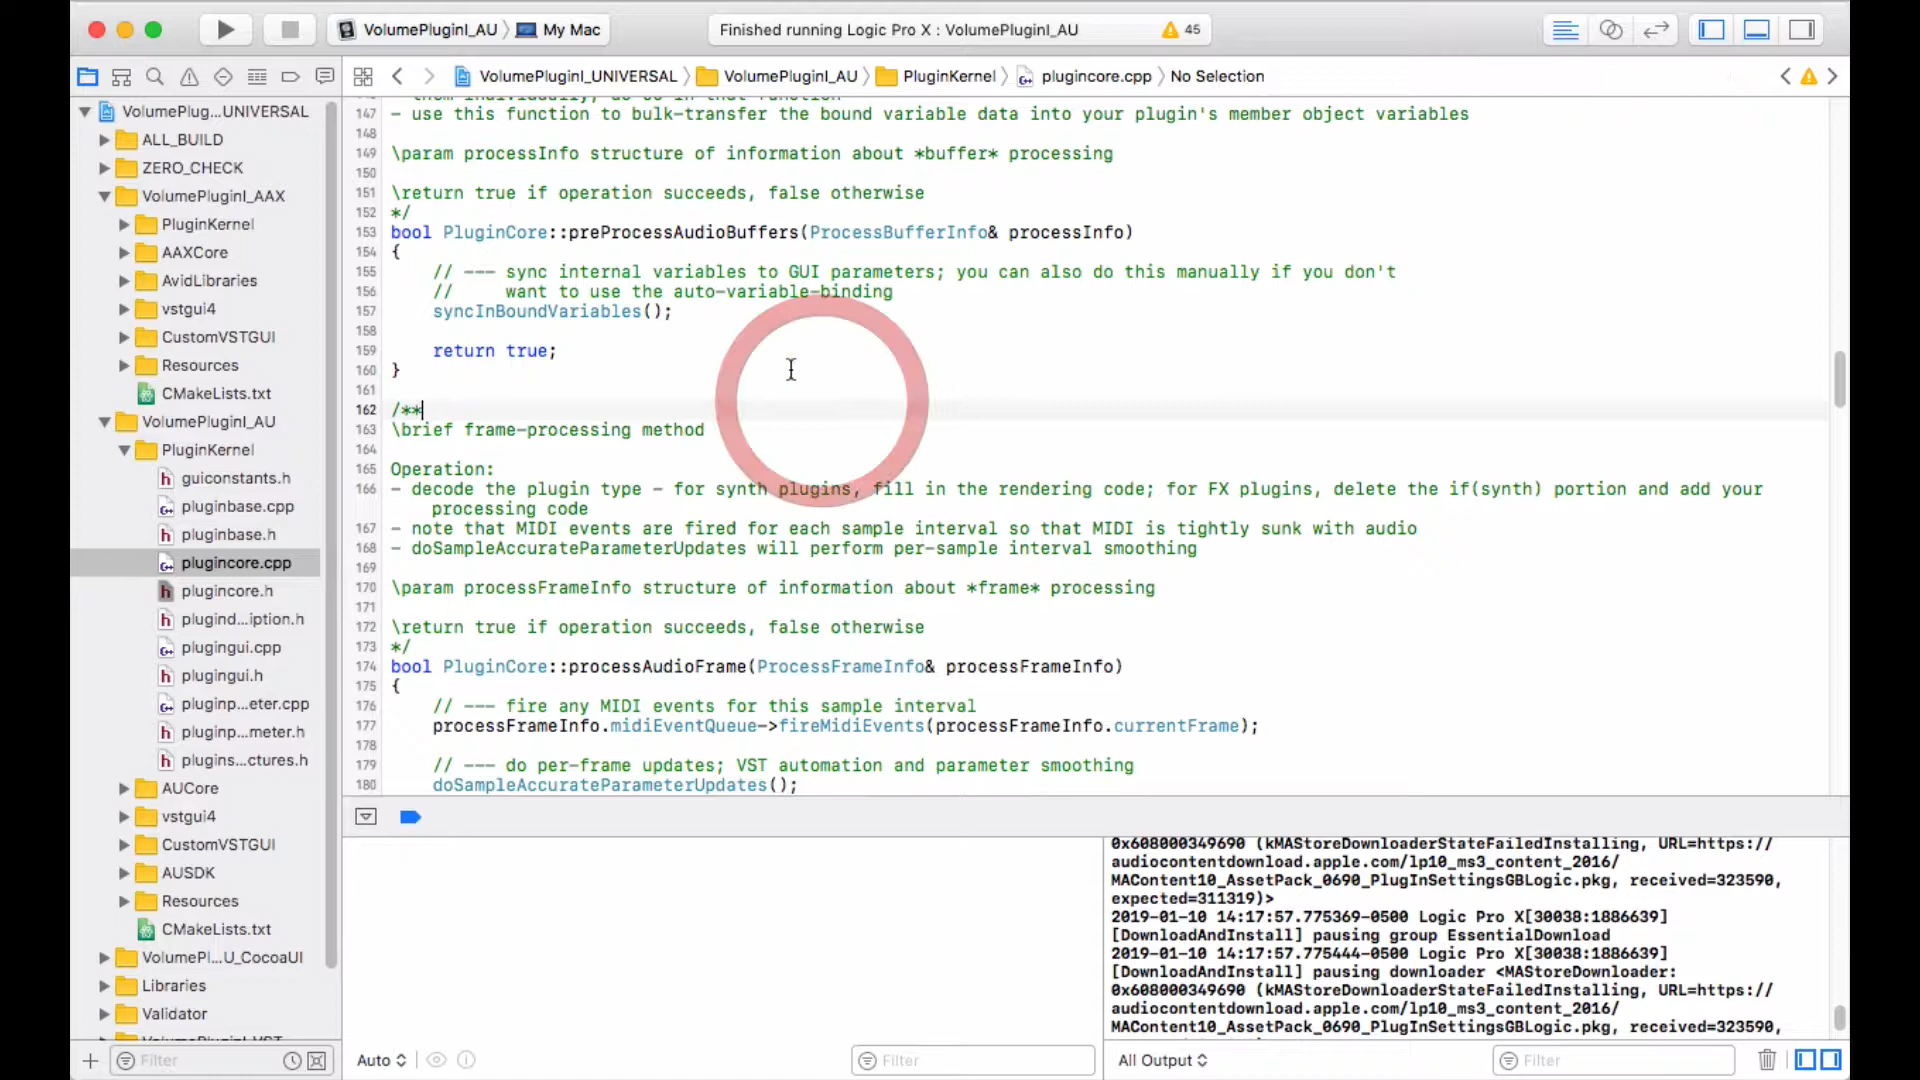 VolumePluginI_AU
My Mac
Finished running Logic Pro X : VolumePluginI_AU
45
VolumePluginI_UNIVERSAL
VolumePluginI_AU
PluginKernel
plugincore.cpp
No Selection
VolumePlug...UNIVERSAL
ALL_BUILD
ZERO_CHECK
VolumePluginI_AAX
PluginKernel
AAXCore
AvidLibraries
vstgui4
CustomVSTGUI
Resources
CMakeLists.txt
VolumePluginI_AU
PluginKernel
guiconstants.h
pluginbase.cpp
pluginbase.h
plugincore.cpp
plugincore.h
plugind...iption.h
plugingui.cpp
plugingui.h
pluginp...eter.cpp
pluginp...meter.h
plugins...ctures.h
AUCore
vstgui4
CustomVSTGUI
AUSDK
Resources
CMakeLists.txt
VolumePl...U_CocoaUI
Libraries
Validator
Filter
147 - use this function to bulk-transfer the bound variable data into your plugin's member object variables
148
149 \param processInfo structure of information about *buffer* processing
150
151 \return true if operation succeeds, false otherwise
152 */
153 bool PluginCore::preProcessAudioBuffers(ProcessBufferInfo& processInfo)
154 {
155 // --- sync internal variables to GUI parameters; you can also do this manually if you don't
156 // want to use the auto-variable-binding
157 syncInBoundVariables();
158
159 return true;
160 }
161
162 /**
163 \brief frame-processing method
164
165 Operation:
166 - decode the plugin type - for synth plugins, fill in the rendering code; for FX plugins, delete the if(synth) portion and add your
processing code
167 - note that MIDI events are fired for each sample interval so that MIDI is tightly sunk with audio
168 - doSampleAccurateParameterUpdates will perform per-sample interval smoothing
169
170 \param processFrameInfo structure of information about *frame* processing
171
172 \return true if operation succeeds, false otherwise
173 */
174 bool PluginCore::processAudioFrame(ProcessFrameInfo& processFrameInfo)
175 {
176 // --- fire any MIDI events for this sample interval
177 processFrameInfo.midiEventQueue->fireMidiEvents(processFrameInfo.currentFrame);
178
179 // --- do per-frame updates; VST automation and parameter smoothing
180 doSampleAccurateParameterUpdates();
0x608000349690 (kMAStoreDownloaderStateFailedInstalling, URL=https://
audiocontentdownload.apple.com/lp10_ms3_content_2016/
MAContent10_AssetPack_0690_PlugInSettingsGBLogic.pkg, received=323590,
expected=311319)>
2019-01-10 14:17:57.775369-0500 Logic Pro X[30038:1886639]
[DownloadAndInstall] pausing group EssentialDownload
2019-01-10 14:17:57.775444-0500 Logic Pro X[30038:1886639]
[DownloadAndInstall] pausing downloader <MAStoreDownloader:
0x608000349690 (kMAStoreDownloaderStateFailedInstalling, URL=https://
audiocontentdownload.apple.com/lp10_ms3_content_2016/
MAContent10_AssetPack_0690_PlugInSettingsGBLogic.pkg, received=323590,
Auto
Filter
All Output
Filter